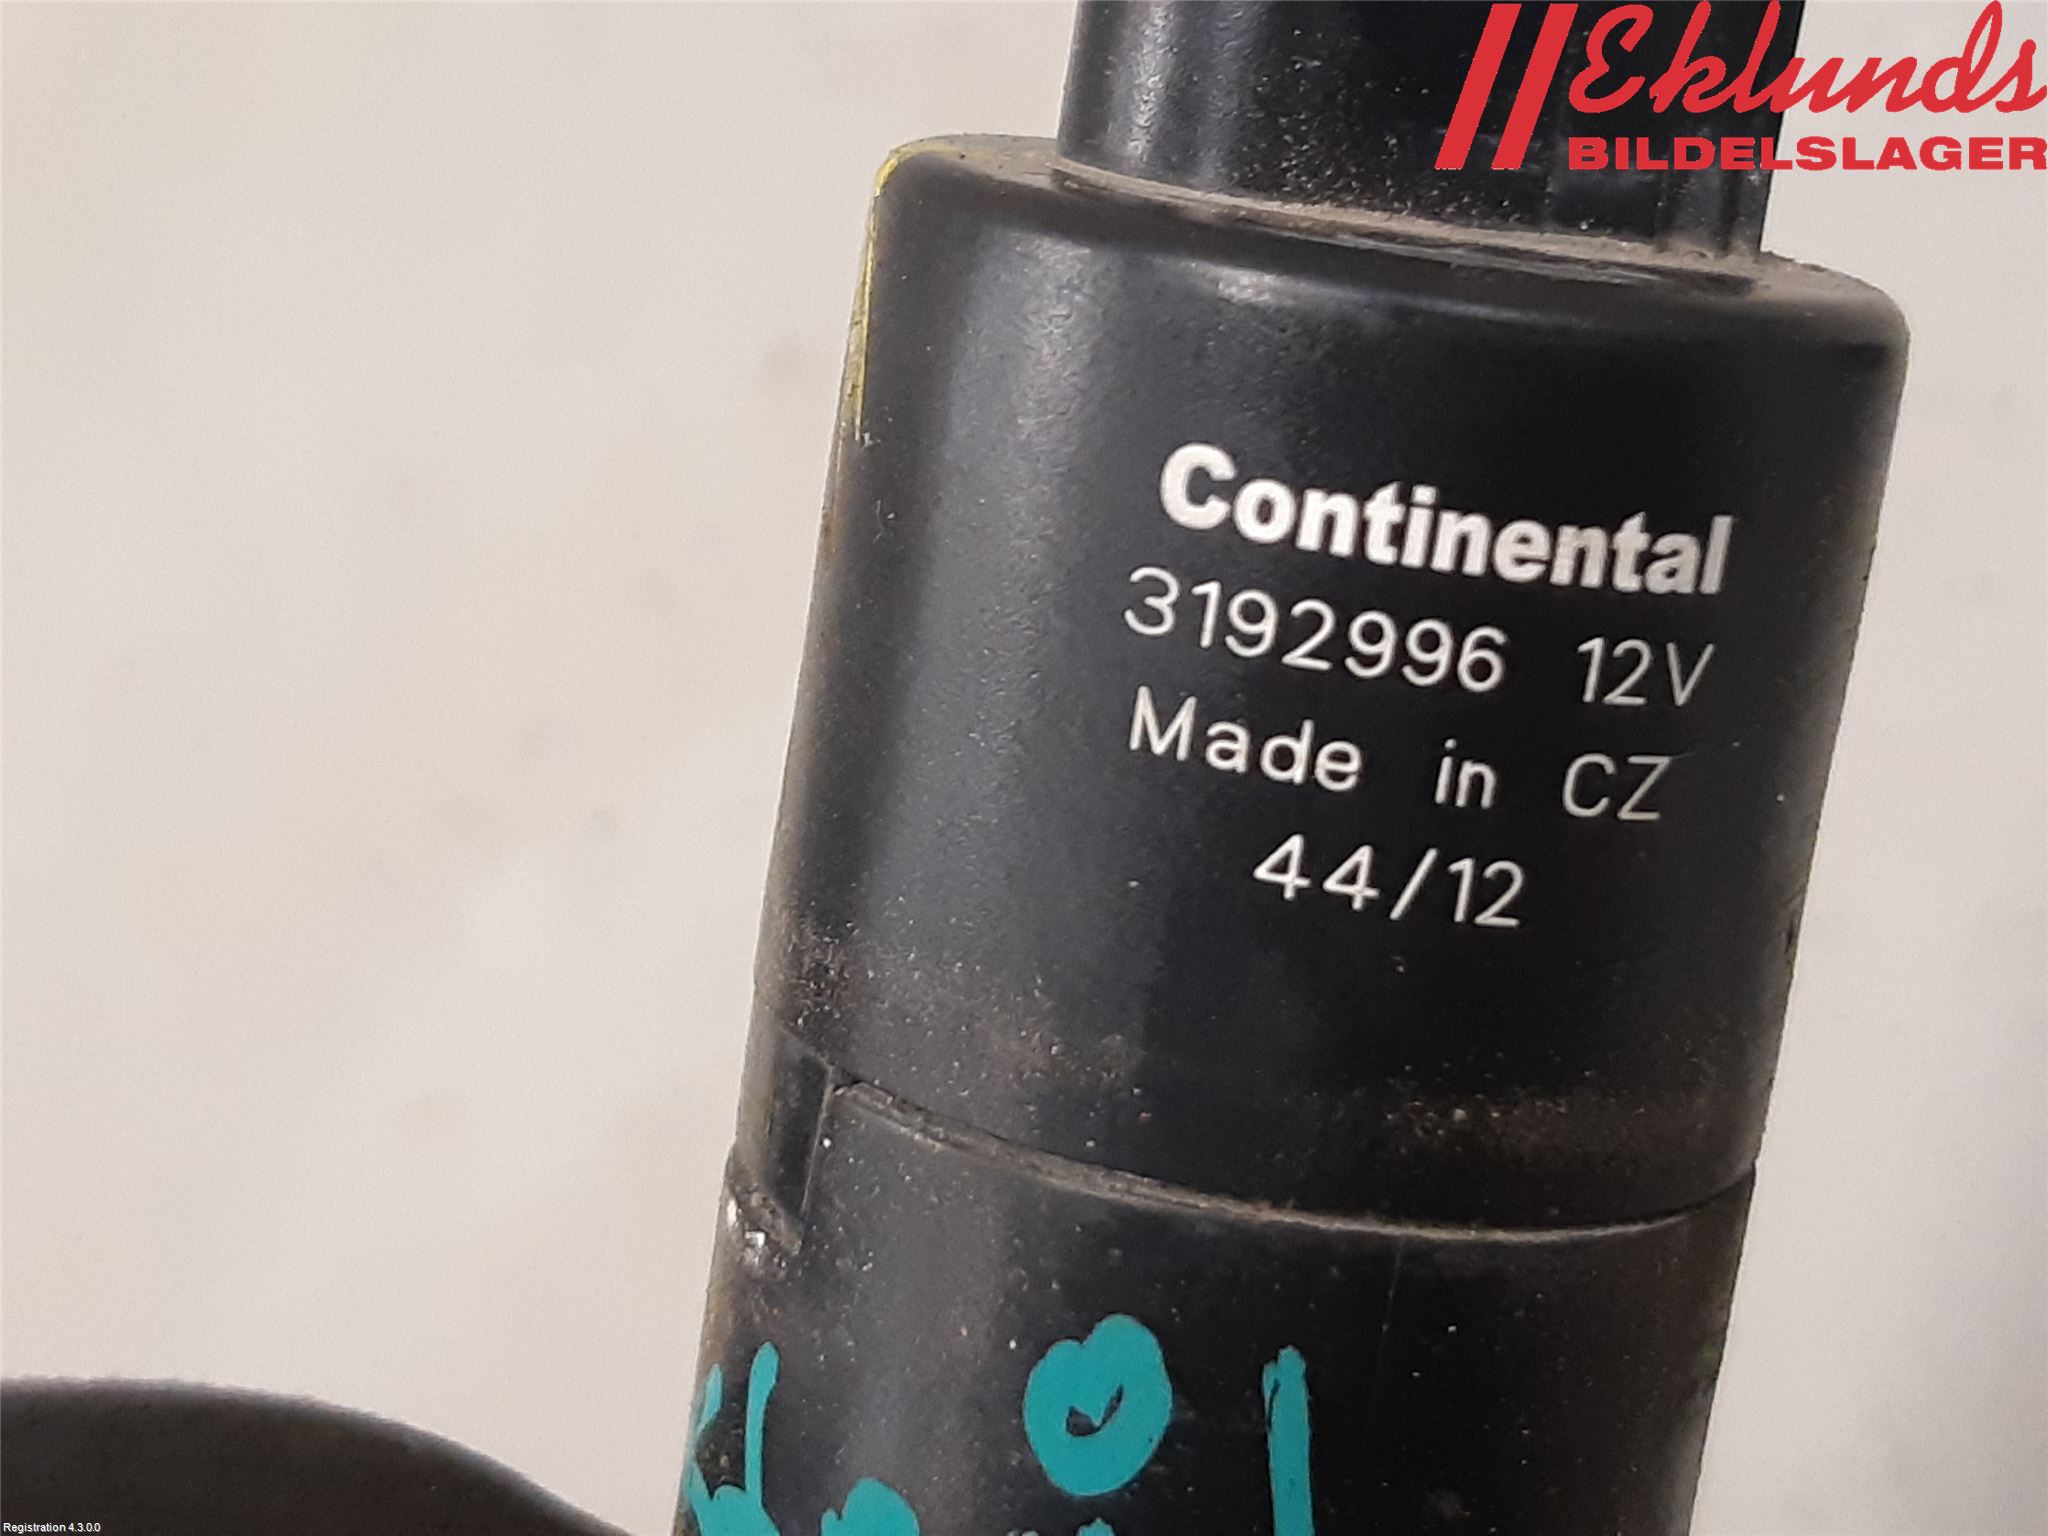 Eklunds
BILDELSLAGER
Continental
3192996 12V
Made in CZ
44/12
Registration 4.3.0.0